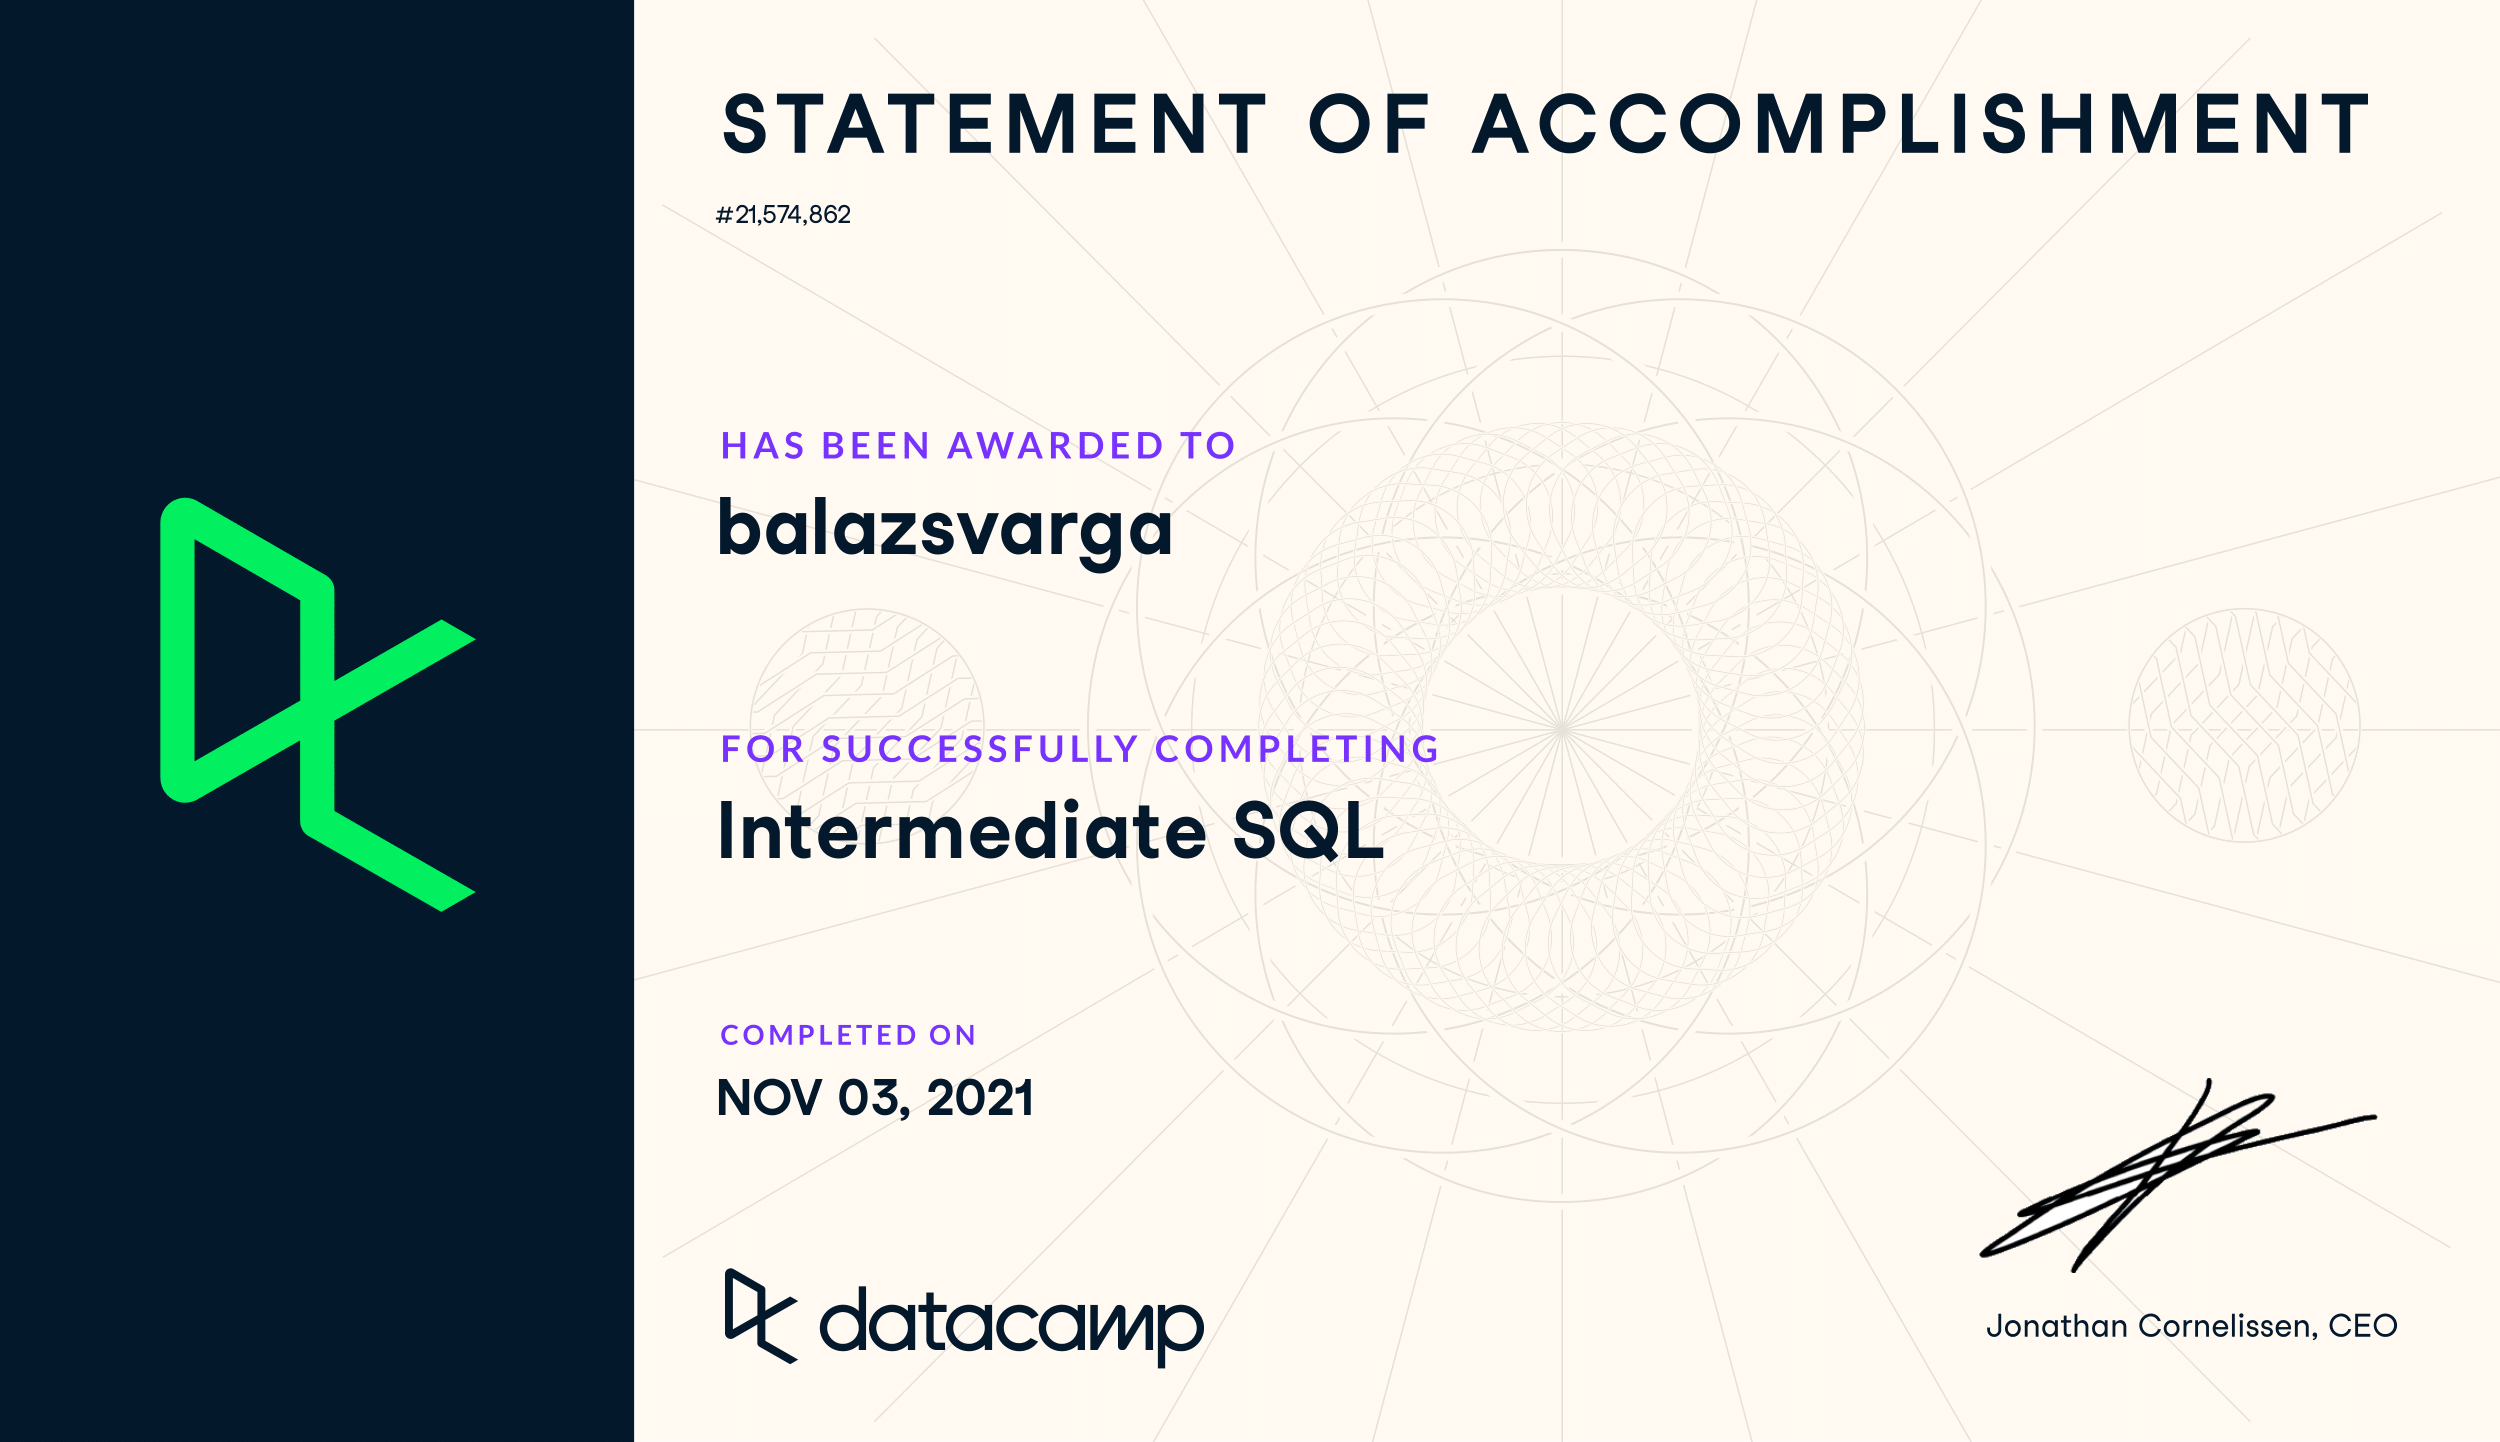 STATEMENT OF ACCOMPLISHMENT
#21,574,862
HAS BEEN AWARDED TO
balazsvarga
FOR SUCCESSFULLY COMPLETING
Intermediate SQL
COMPLETED ON
NOV 03, 2021
datacamp
Jonathan Cornelissen, CEO